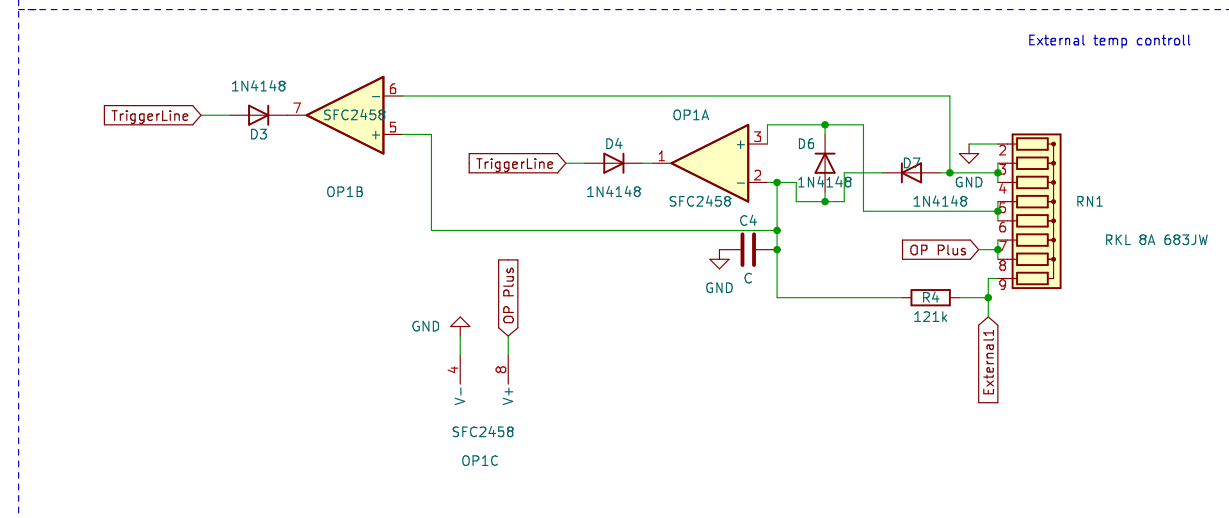 External temp controll
1N4148
TriggerLine
D3
7
SFC2458
6
5
OP1B
OP1A
TriggerLine
D4
1N4148
1
3
2
SFC2458
D6
1N4148
D7
1N4148
GND
2
3
4
5
6
7
8
9
RN1
RKL 8A 683JW
OP Plus
C4
C
GND
R4
121k
External1
GND
OP Plus
4
8
V-
V+
SFC2458
OP1C